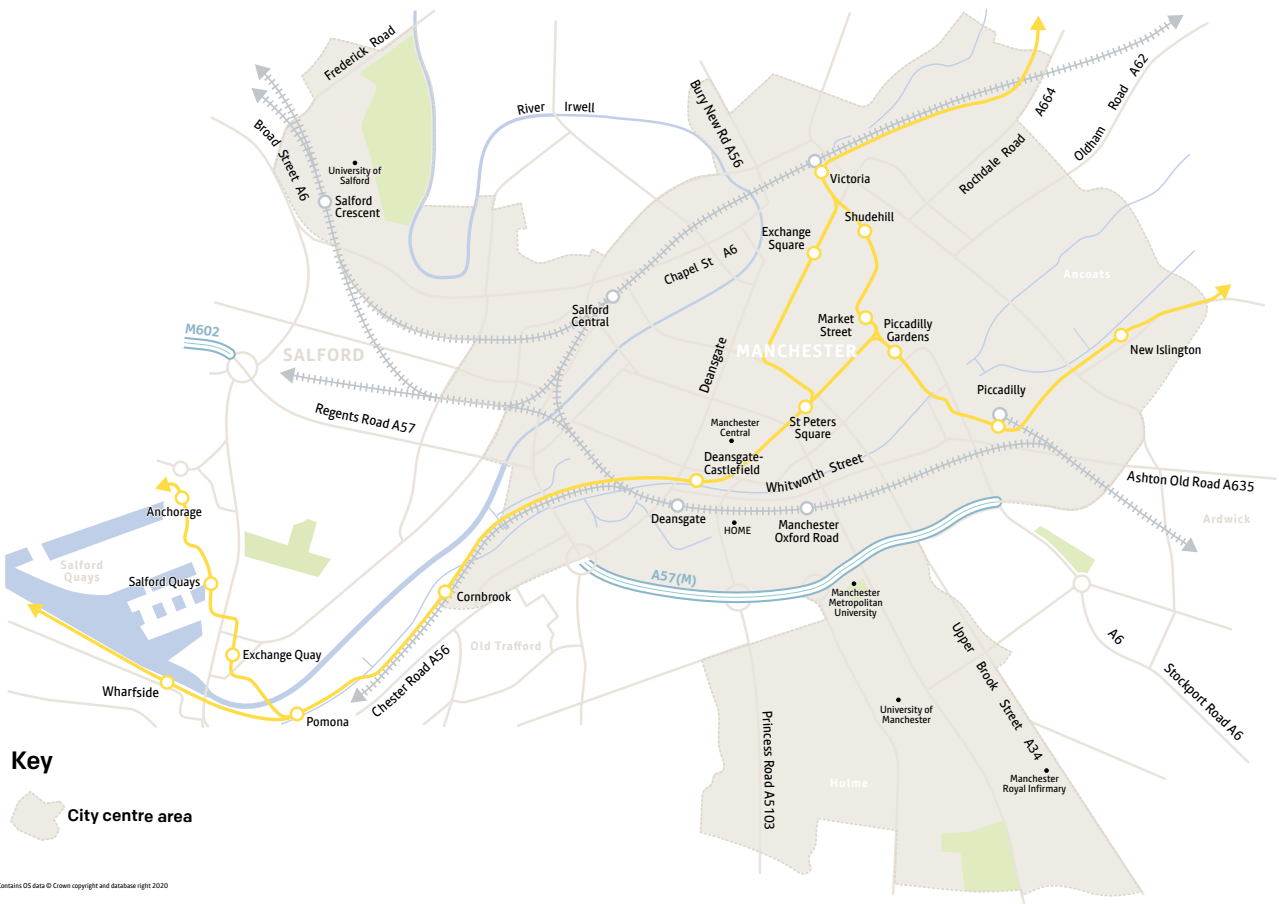 Frederick Road
River Irwell
Bury New Rd A56
A664
Oldham Road A62
Rochdale Road
Broad Street A6
University of
Salford
Salford
Crescent
Victoria
Shudehill
Exchange
Square
Chapel St A6
Ancoats
Salford
Central
Market
Street
Piccadilly
Gardens
MANCHESTER
New Islington
M602
SALFORD
Deansgate
Piccadilly
Regents Road A57
St Peters
Square
Manchester
Central
Deansgate-
Castlefield
Whitworth Street
Ashton Old Road A635
Ardwick
Anchorage
Deansgate
HOME
Manchester
Oxford Road
Salford
Quays
Salford Quays
A57(M)
Cornbrook
Manchester
Metropolitan
University
Old Trafford
Exchange Quay
Upper Brook Street A34
A6
Stockport Road A6
Wharfside
Chester Road A56
Pomona
University of
Manchester
Princess Road A5103
Hulme
Manchester
Royal Infirmary
Key
City centre area
Contains OS data © Crown copyright and database right 2020